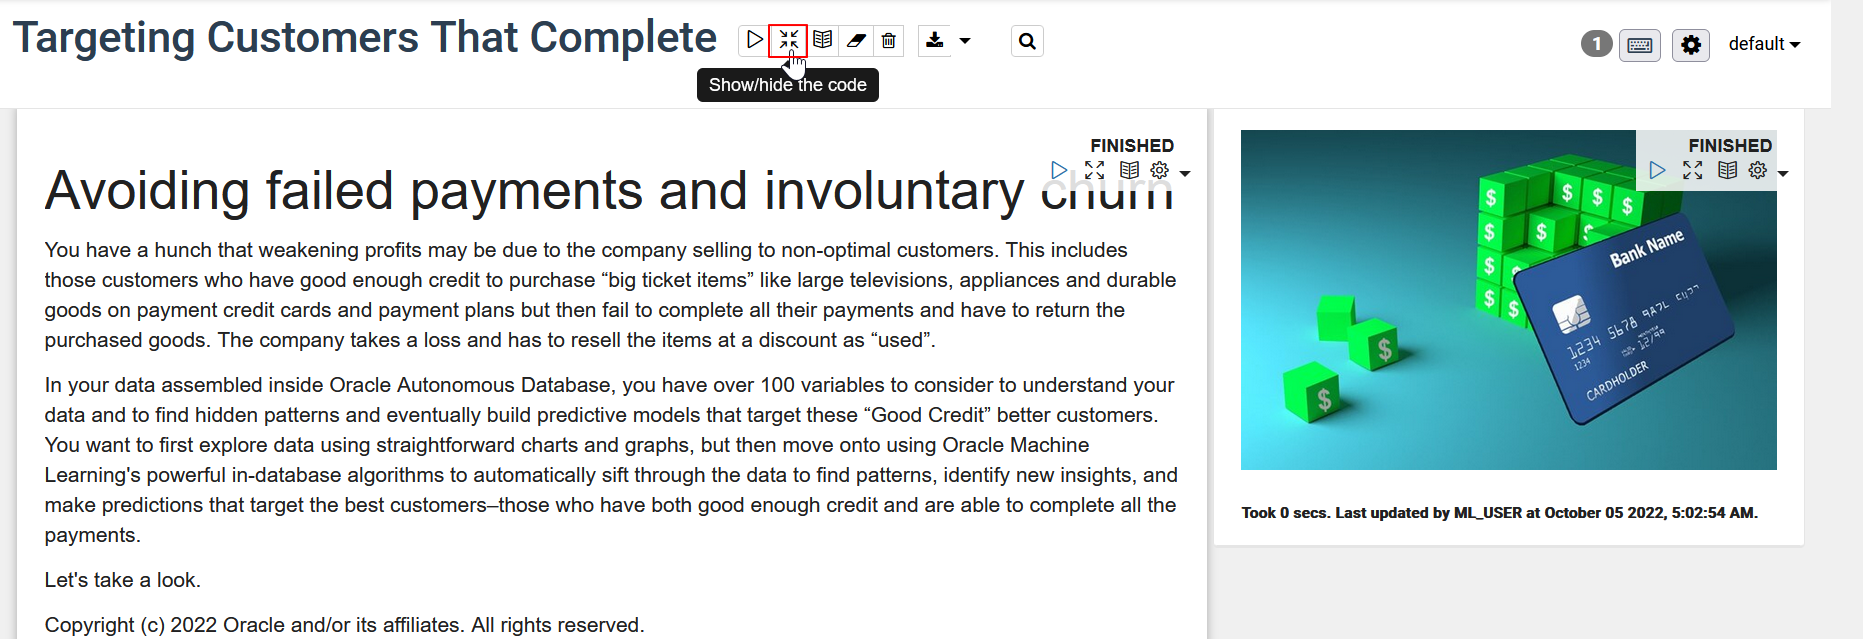 Targeting Customers That Complete
1
default
Show/hide the code
FINISHED
Avoiding failed payments and involuntary churn
You have a hunch that weakening profits may be due to the company selling to non-optimal customers. This includes
those customers who have good enough credit to purchase “big ticket items” like large televisions, appliances and durable
goods on payment credit cards and payment plans but then fail to complete all their payments and have to return the
purchased goods. The company takes a loss and has to resell the items at a discount as “used”.
In your data assembled inside Oracle Autonomous Database, you have over 100 variables to consider to understand your
data and to find hidden patterns and eventually build predictive models that target these “Good Credit” better customers.
You want to first explore data using straightforward charts and graphs, but then move onto using Oracle Machine
Learning's powerful in-database algorithms to automatically sift through the data to find patterns, identify new insights, and
make predictions that target the best customers–those who have both good enough credit and are able to complete all the
payments.
Let's take a look.
Copyright (c) 2022 Oracle and/or its affiliates. All rights reserved.
FINISHED
$ $ $ $
$ $
$
$ $
$
$
Bank Name
1234 5678
1234
12/99
CARDHOLDER
Took 0 secs. Last updated by ML_USER at October 05 2022, 5:02:54 AM.